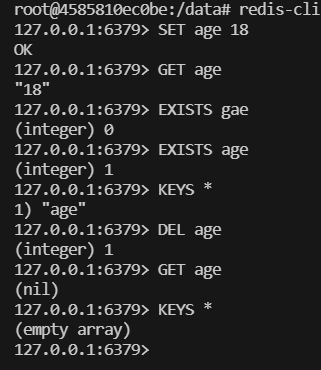 root@4585810ec0be:/data# redis-cli
127.0.0.1:6379> SET age 18
OK
127.0.0.1:6379> GET age
"18"
127.0.0.1:6379> EXISTS gae
(integer) 0
127.0.0.1:6379> EXISTS age
(integer) 1
127.0.0.1:6379> KEYS *
1) "age"
127.0.0.1:6379> DEL age
(integer) 1
127.0.0.1:6379> GET age
(nil)
127.0.0.1:6379> KEYS *
(empty array)
127.0.0.1:6379>